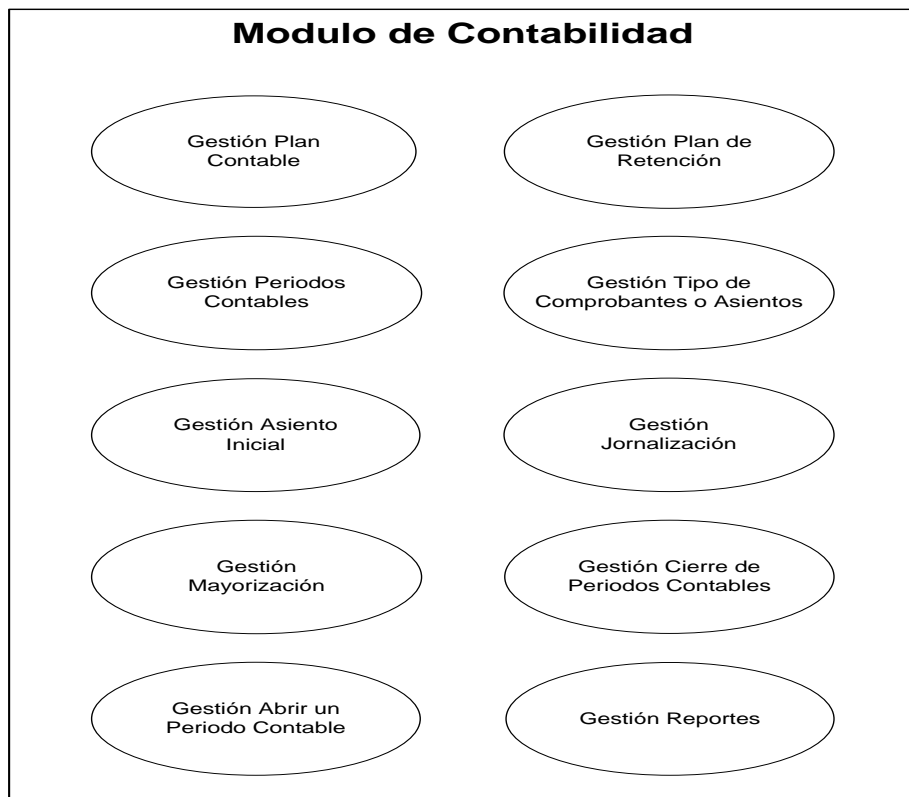 Modulo de Contabilidad
Gestión Plan
Contable
Gestión Plan de
Retención
Gestión Periodos
Contables
Gestión Tipo de
Comprobantes o Asientos
Gestión Asiento
Inicial
Gestión
Jornalización
Gestión
Mayorización
Gestión Cierre de
Periodos Contables
Gestión Abrir un
Periodo Contable
Gestión Reportes